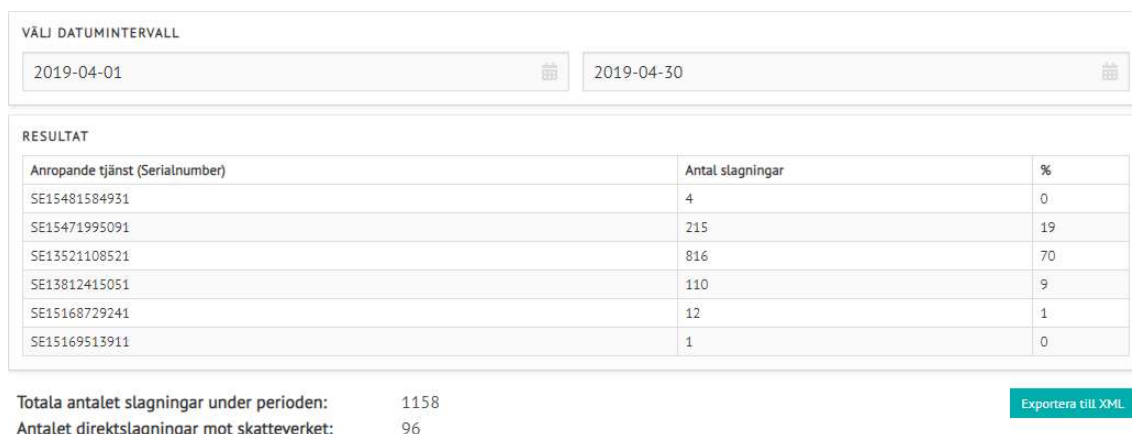 VÄLJ DATUMINTERVALL
2019-04-01 2019-04-30
RESULTAT
Anropande tjänst (Serialnumber) Antal slagningar %
SE15481584931 4 0
SE15471995091 215 19
SE13521108521 816 70
SE13812415051 110 9
SE15168729241 12 1
SE15169513911 1 0
Totala antalet slagningar under perioden: 1158 Exportera till XML
Antalet direktslagningar mot skatteverket: 96